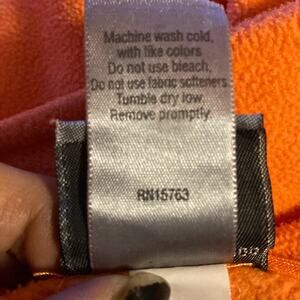 Machine wash cold,
with like colors
Do not use bleach.
Do not use fabric softeners
Tumble dry low
Remove promptly.
RN15763